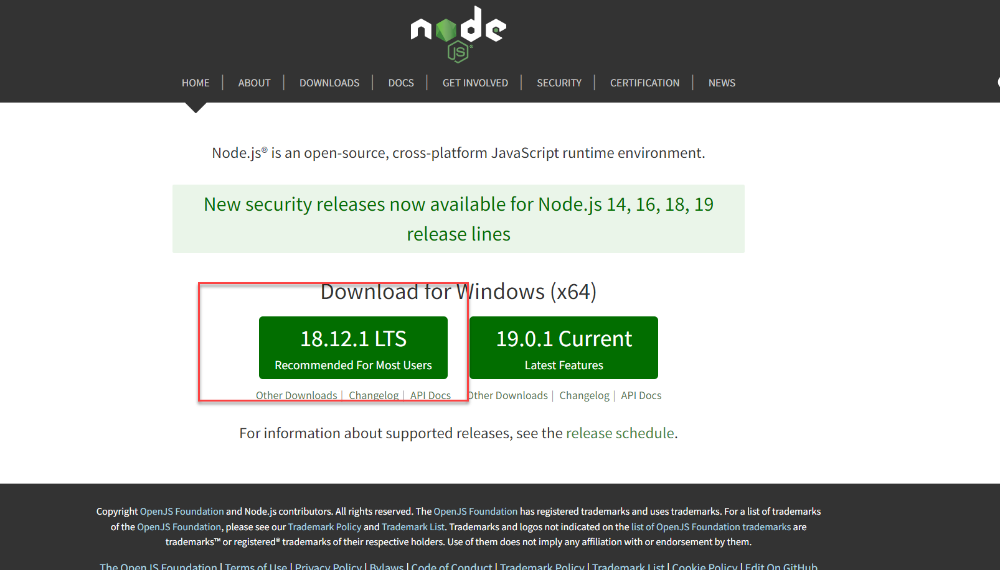 node
JS®
HOME | ABOUT | DOWNLOADS | DOCS | GET INVOLVED | SECURITY | CERTIFICATION | NEWS
Node.js® is an open-source, cross-platform JavaScript runtime environment.
New security releases now available for Node.js 14, 16, 18, 19
release lines
Download for Windows (x64)
18.12.1 LTS
Recommended For Most Users
19.0.1 Current
Latest Features
Other Downloads | Changelog | API Docs
Other Downloads | Changelog | API Docs
For information about supported releases, see the release schedule.
Copyright OpenJS Foundation and Node.js contributors. All rights reserved. The OpenJS Foundation has registered trademarks and uses trademarks. For a list of trademarks
of the OpenJS Foundation, please see our Trademark Policy and Trademark List. Trademarks and logos not indicated on the list of OpenJS Foundation trademarks are
trademarks™ or registered® trademarks of their respective holders. Use of them does not imply any affiliation with or endorsement by them.
The OpenJS Foundation | Terms of Use | Privacy Policy | Bylaws | Code of Conduct | Trademark Policy | Trademark List | Cookie Policy | Edit On GitHub